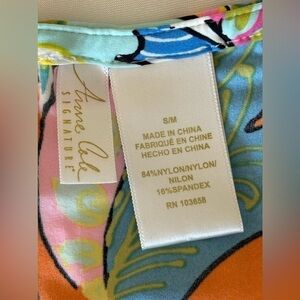 Anne Cole
SIGNATURE
S/M
MADE IN CHINA
FABRIQUÉ EN CHINE
HECHO EN CHINA
84%NYLON/NYLON/
NILON
16%SPANDEX
RN 103658